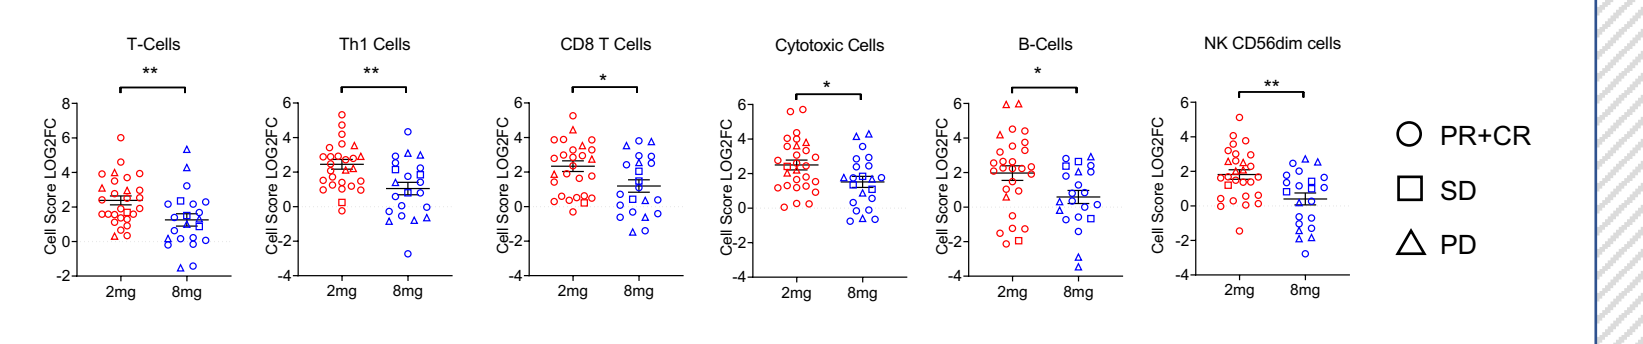 T-Cells
**
Cell Score LOG2FC
8
6
4
2
0
-2
2mg
8mg
Th1 Cells
**
Cell Score LOG2FC
6
4
2
0
-2
-4
2mg
8mg
CD8 T Cells
*
Cell Score LOG2FC
6
4
2
0
-2
-4
2mg
8mg
Cytotoxic Cells
*
Cell Score LOG2FC
6
4
2
0
-2
-4
2mg
8mg
B-Cells
*
Cell Score LOG2FC
6
4
2
0
-2
-4
2mg
8mg
NK CD56dim cells
**
Cell Score LOG2FC
6
4
2
0
-2
-4
2mg
8mg
PR+CR
SD
PD